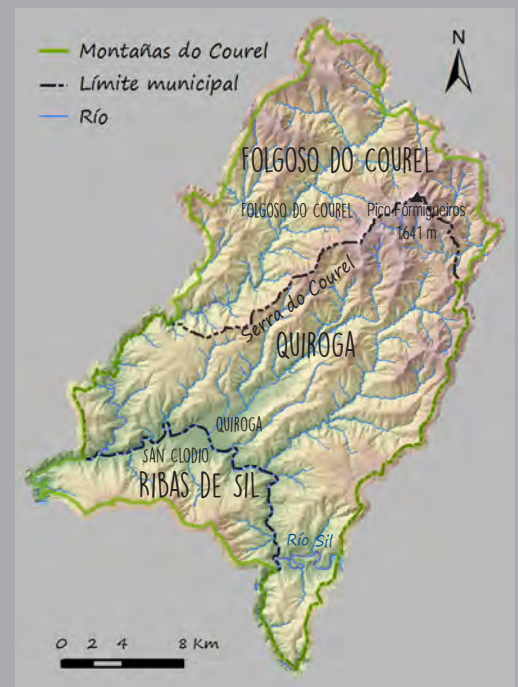 Montañas do Courel
Límite municipal
Río
N
FOLGOSO DO COUREL
FOLGOSO DO COUREL
Pico Formigueiros
1641 m
Serra do Courel
QUIROGA
QUIROGA
SAN CLODIO
RIBAS DE SIL
Río Sil
0 2 4 8 Km